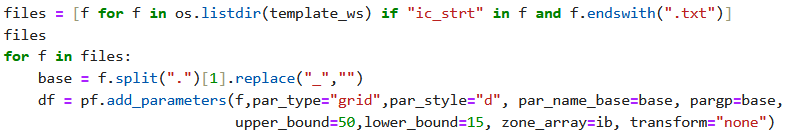 files = [f for f in os.listdir(template_ws) if "ic_strt" in f and f.endswith(".txt")]
files
for f in files:
    base = f.split(".")[1].replace("_","")
    df = pf.add_parameters(f,par_type="grid",par_style="d", par_name_base=base, pargp=base,
                           upper_bound=50,lower_bound=15, zone_array=ib, transform="none")